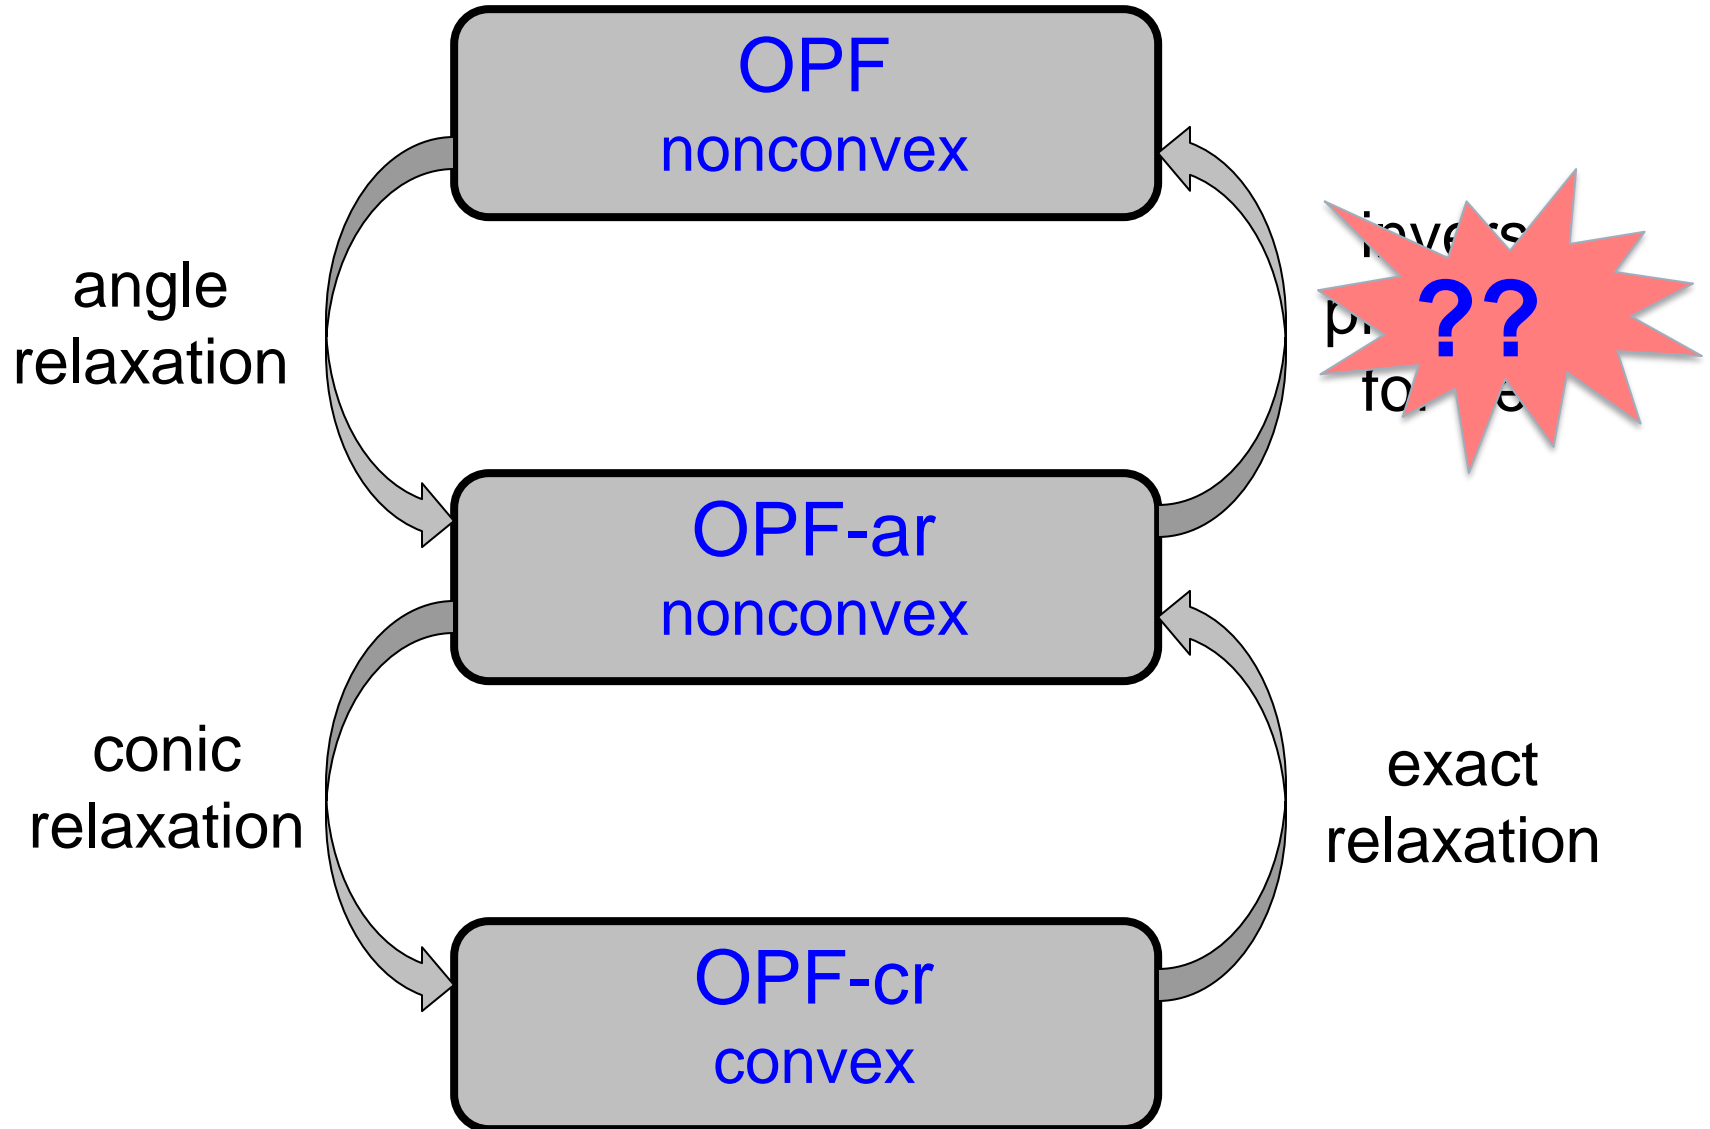 OPF
nonconvex
angle
relaxation
??
OPF-ar
nonconvex
conic
relaxation
exact
relaxation
OPF-cr
convex